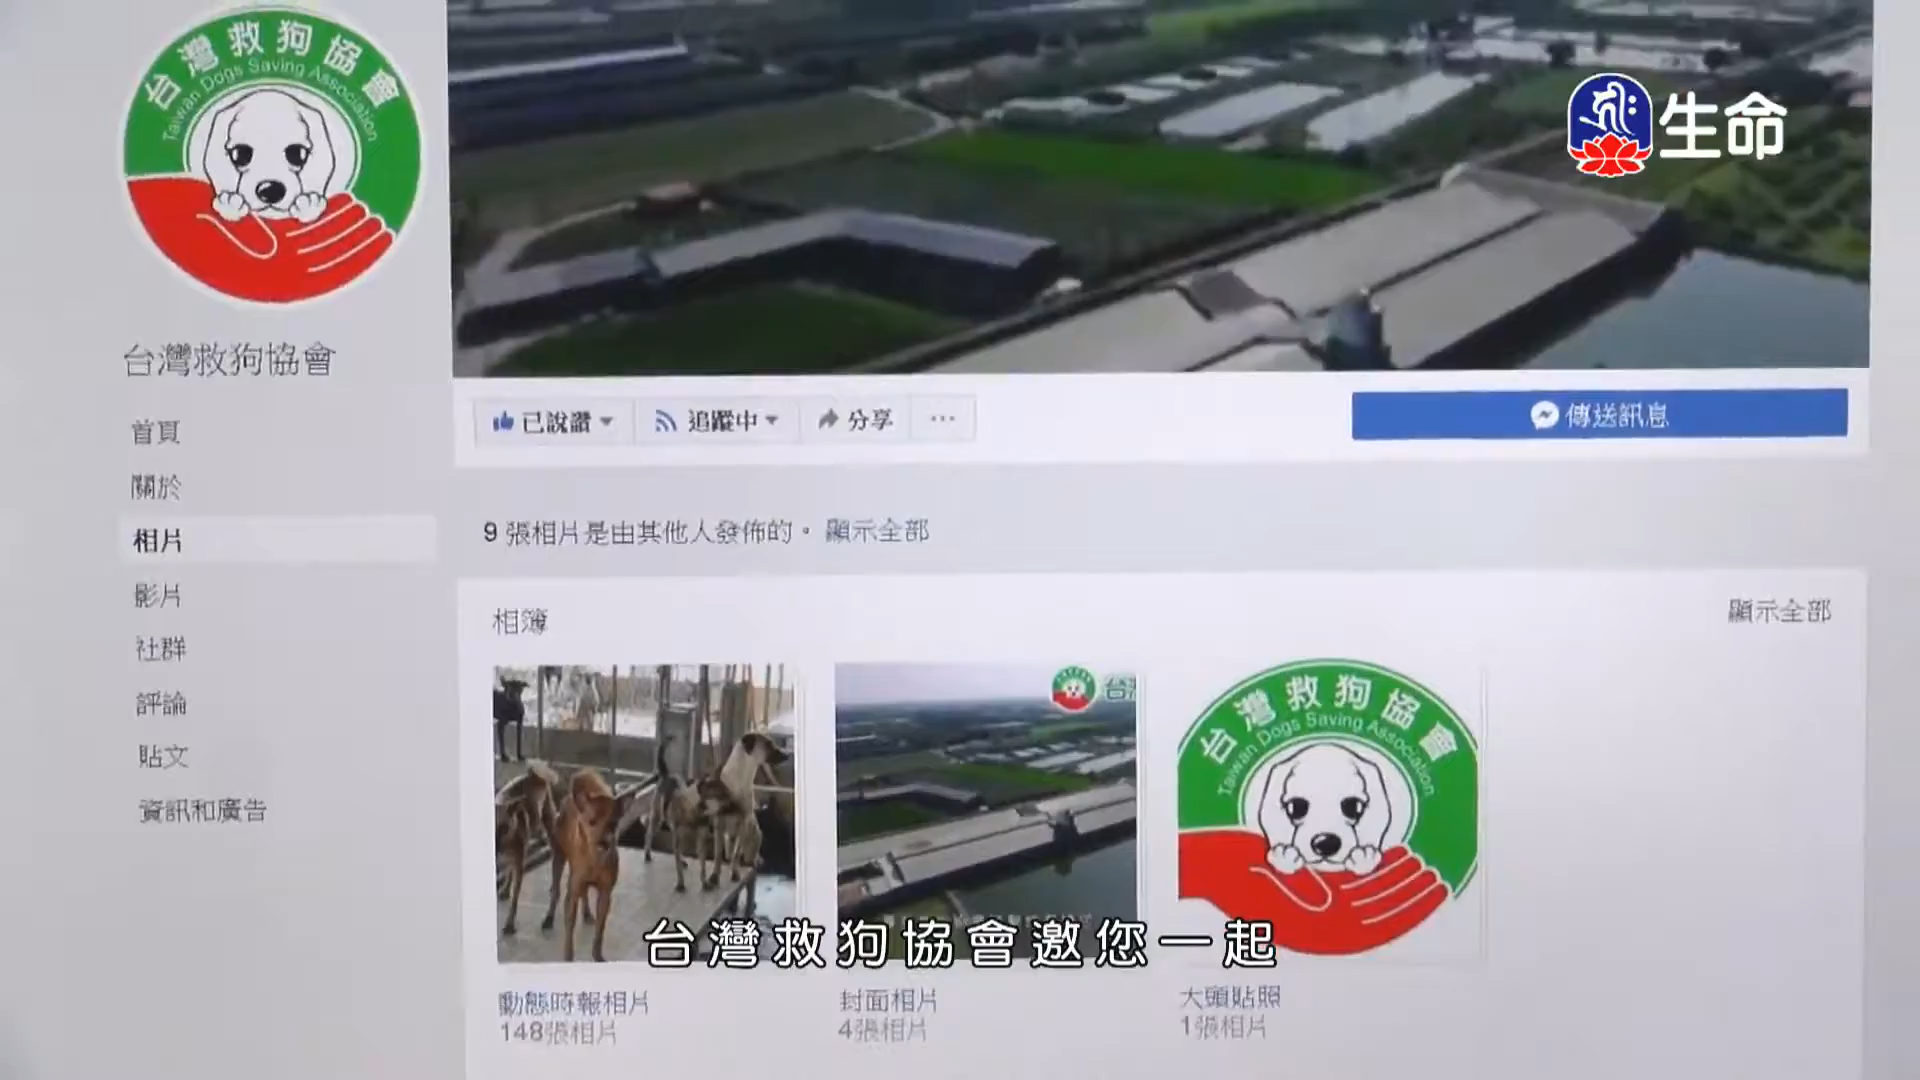 台灣救狗協會
Taiwan Dogs Saving Association
生命
台灣救狗協會
首頁
關於
相片
影片
社群
評論
貼文
資訊和廣告
已說讚
追蹤中
分享
傳送訊息
9 張相片是由其他人發佈的。 顯示全部
相簿
顯示全部
台灣救狗協會
Taiwan Dogs Saving Association
台灣救狗協會邀您一起
動態時報相片
148張相片
封面相片
4張相片
大頭貼照
1張相片